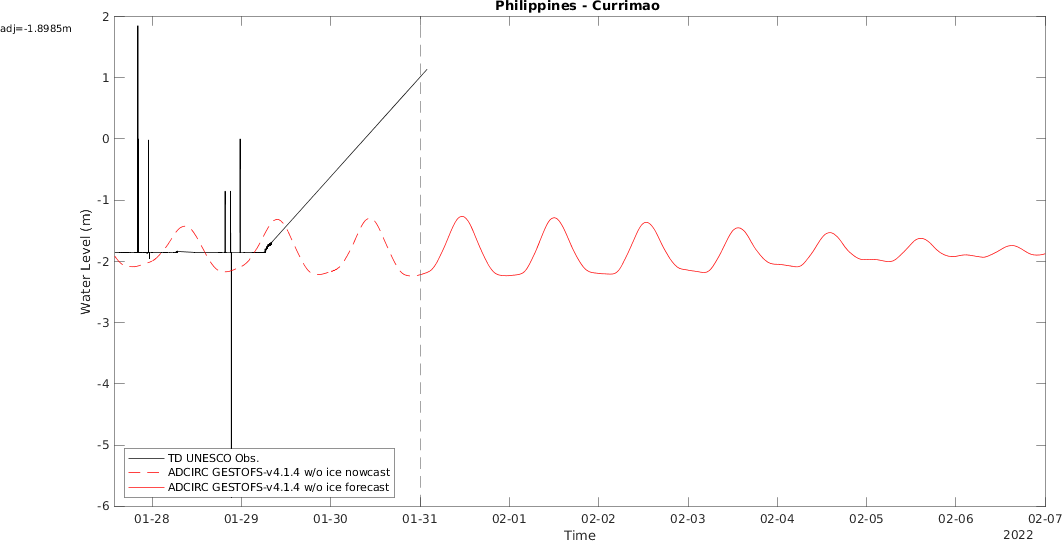 Philippines - Currimao
adj=-1.8985m
2
1
0
-1
-2
-3
-4
-5
-6
Water Level (m)
TD UNESCO Obs.
ADCIRC GESTOFS-v4.1.4 w/o ice nowcast
ADCIRC GESTOFS-v4.1.4 w/o ice forecast
01-28 01-29 01-30 01-31 02-01 02-02 02-03 02-04 02-05 02-06 02-07
Time
2022